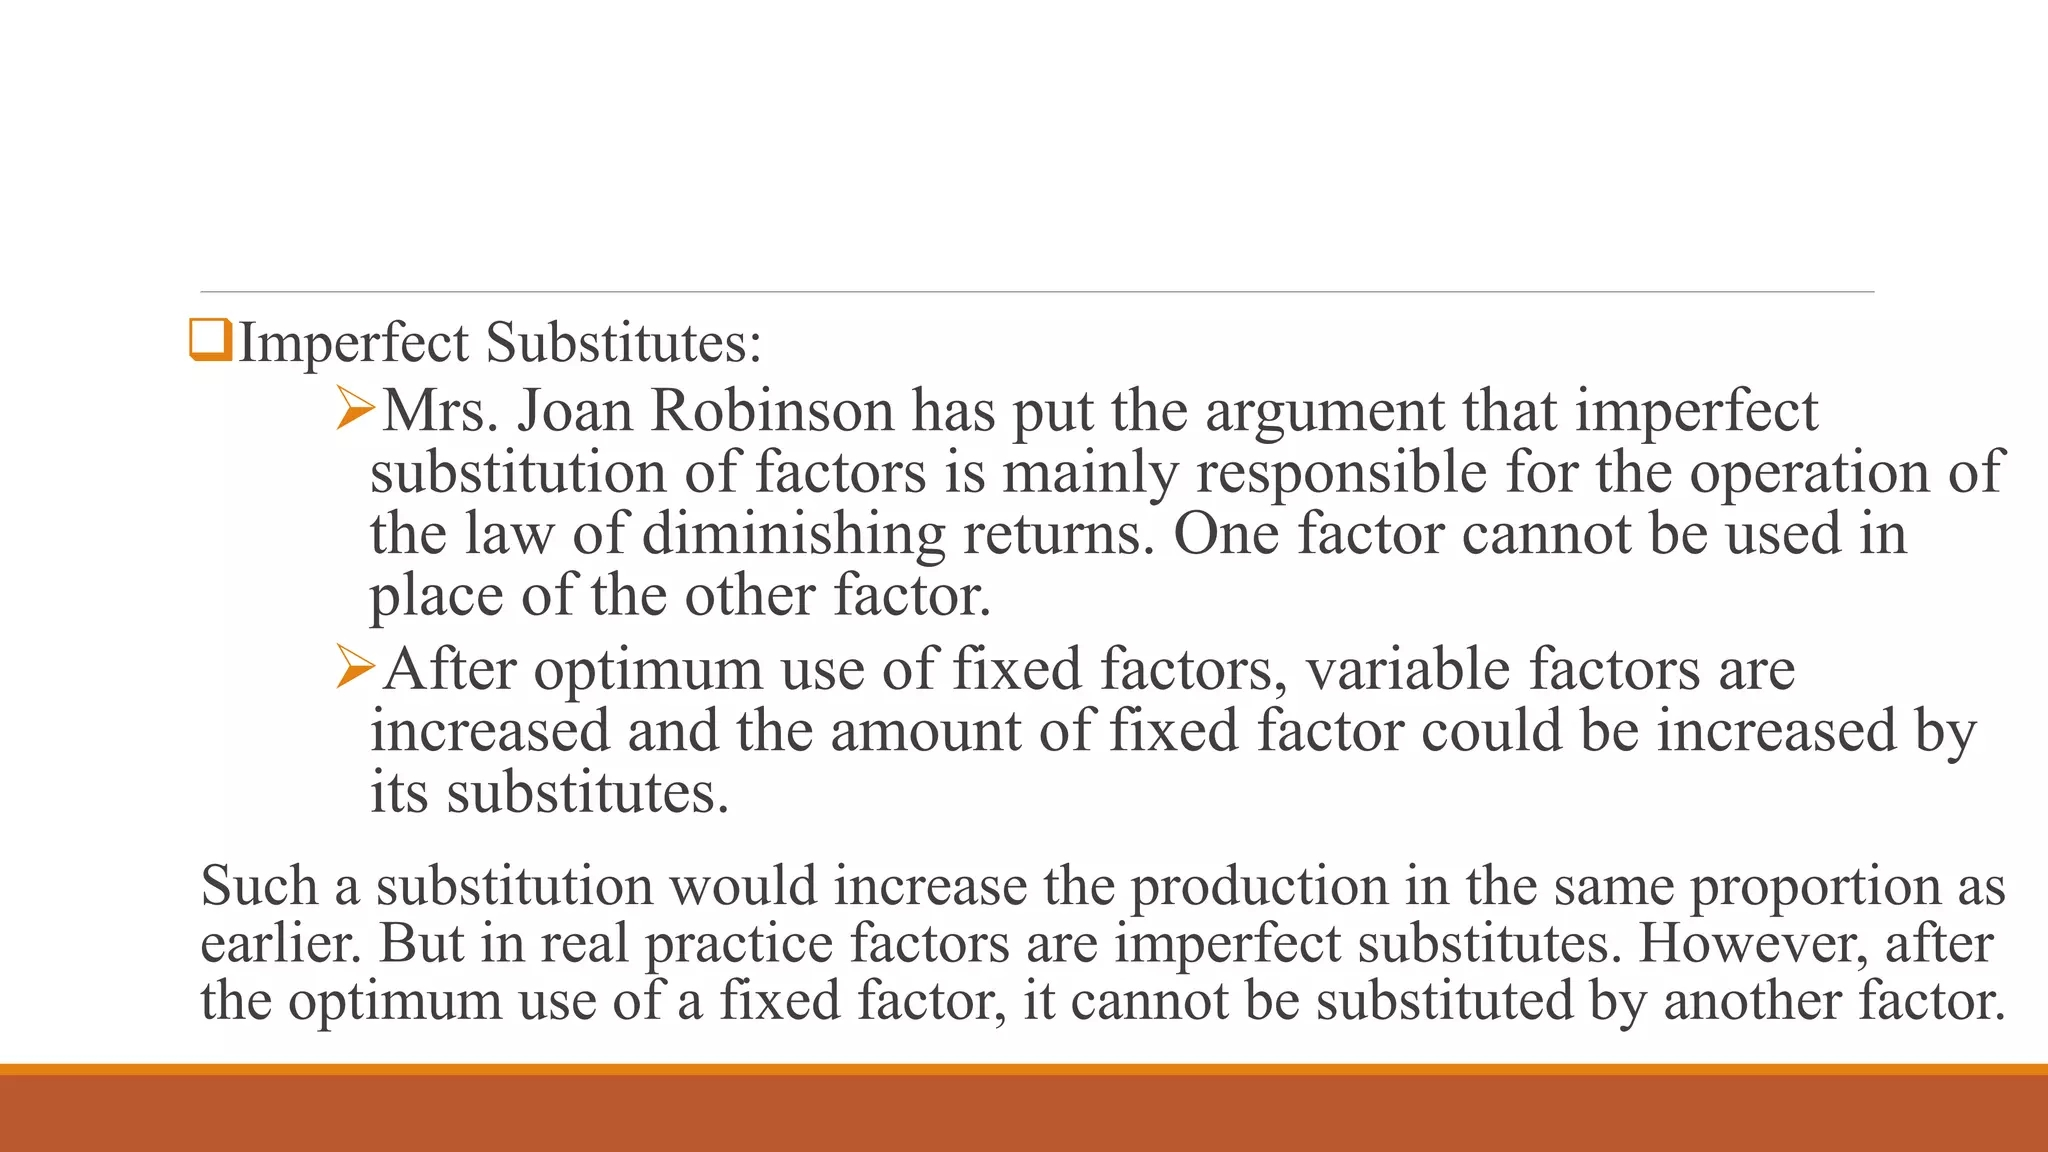 Imperfect Substitutes:
Mrs. Joan Robinson has put the argument that imperfect
substitution of factors is mainly responsible for the operation of
the law of diminishing returns. One factor cannot be used in
place of the other factor.
After optimum use of fixed factors, variable factors are
increased and the amount of fixed factor could be increased by
its substitutes.
Such a substitution would increase the production in the same proportion as
earlier. But in real practice factors are imperfect substitutes. However, after
the optimum use of a fixed factor, it cannot be substituted by another factor.